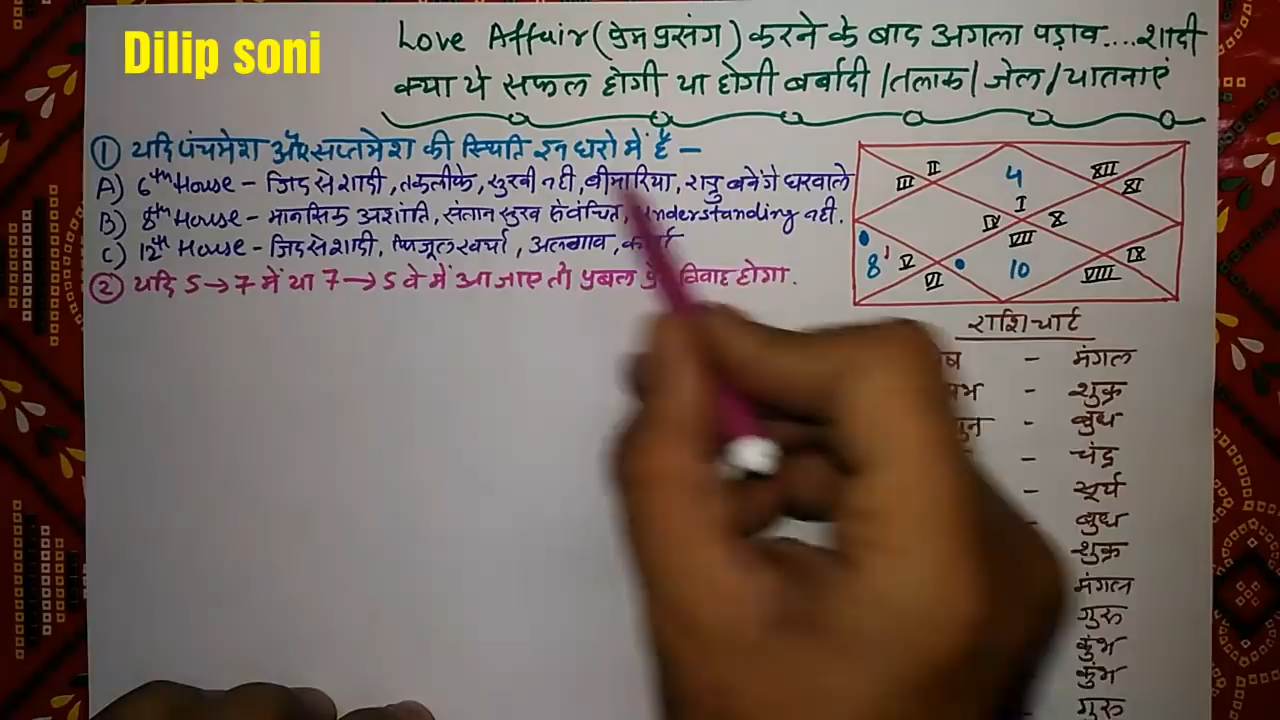 Dilip soni
Love Affair (प्रेम प्रसंग) करने के बाद अगला पड़ाव....शादी
क्या ये सफल होगी या होगी बर्बादी /तलाक/जेल/यातनाएं
① यदि पंचमेश और सप्तमेश की स्थिति इन घरो में है -
A) 6th House - जिद से शादी, तकलीफे, सुखी नही, बीमारिया, शत्रु बनेंगे घरवाले
B) 8th House - मानसिक अशांति, संतान सुख से वंचित, understanding नही.
C) 12th House - जिद से शादी, फिजूलखर्चा, अलगाव,
② यदि 5→7 में या 7→5 वे में आ जाए तो प्रबल विवाह होगा.
II 4 XII
III XI
I
IV X
VII
8 V 10 IX
VI VIII
राशि चार्ट
- मंगल
- शुक्र
- बुध
- चंद्र
- सूर्य
बुध
शुक्र
मंगल
गुरु
कुंभ
कुंभ
गुरु